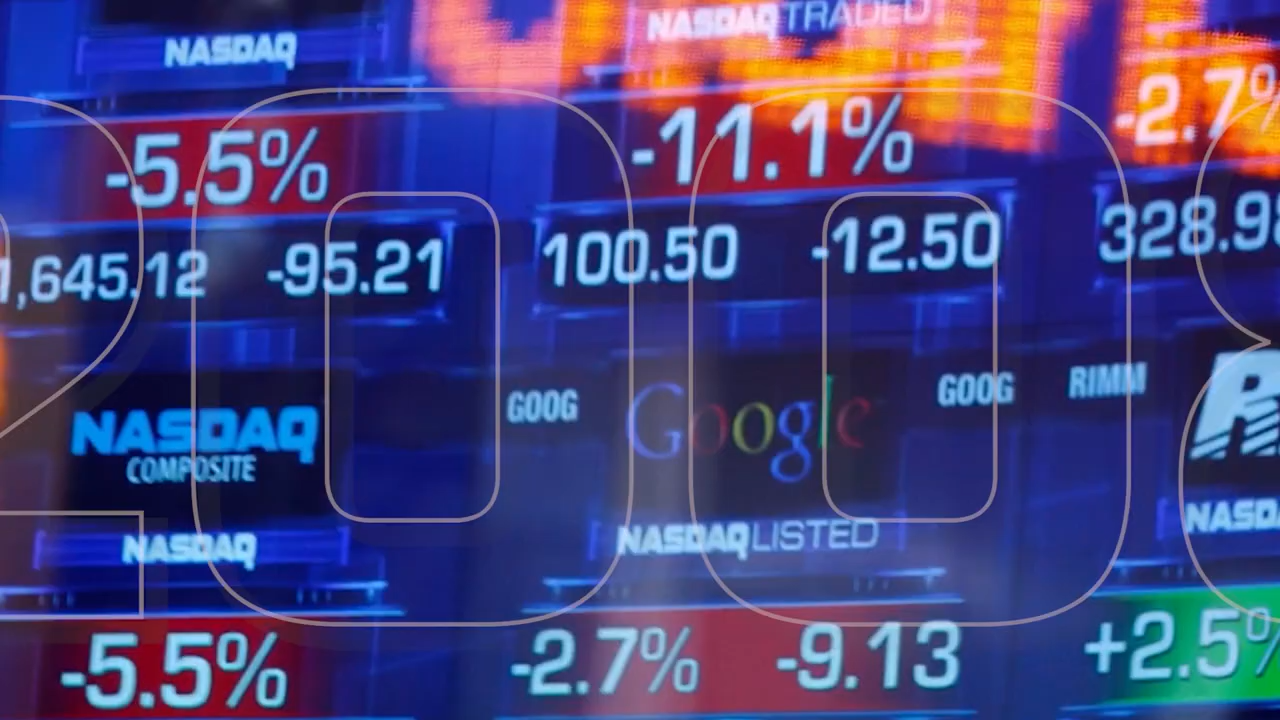 NASDAQ
NASDAQ TRADED
-5.5%
-11.1%
-2.7%
1,645.12 -95.21
100.50 -12.50
328.98
2008
GOOG Google GOOG
RIMM
NASDAQ
COMPOSITE
NASDAQ
NASDAQ LISTED
-5.5%
-2.7% -9.13
+2.5%